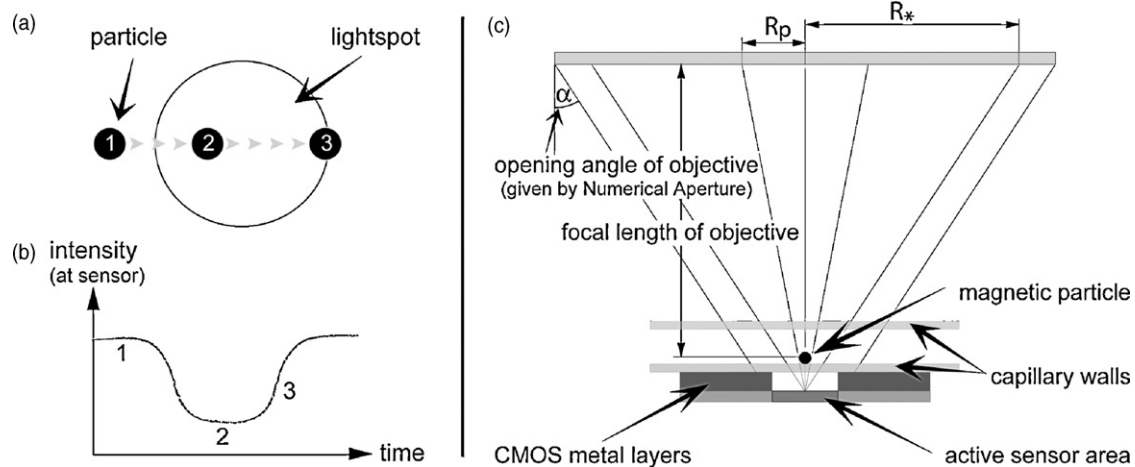 (a)
particle
lightspot
1
2
3
(b)
intensity
(at sensor)
1
2
3
time
(c)
Rp
R*
α
opening angle of objective
(given by Numerical Aperture)
focal length of objective
magnetic particle
capillary walls
CMOS metal layers
active sensor area